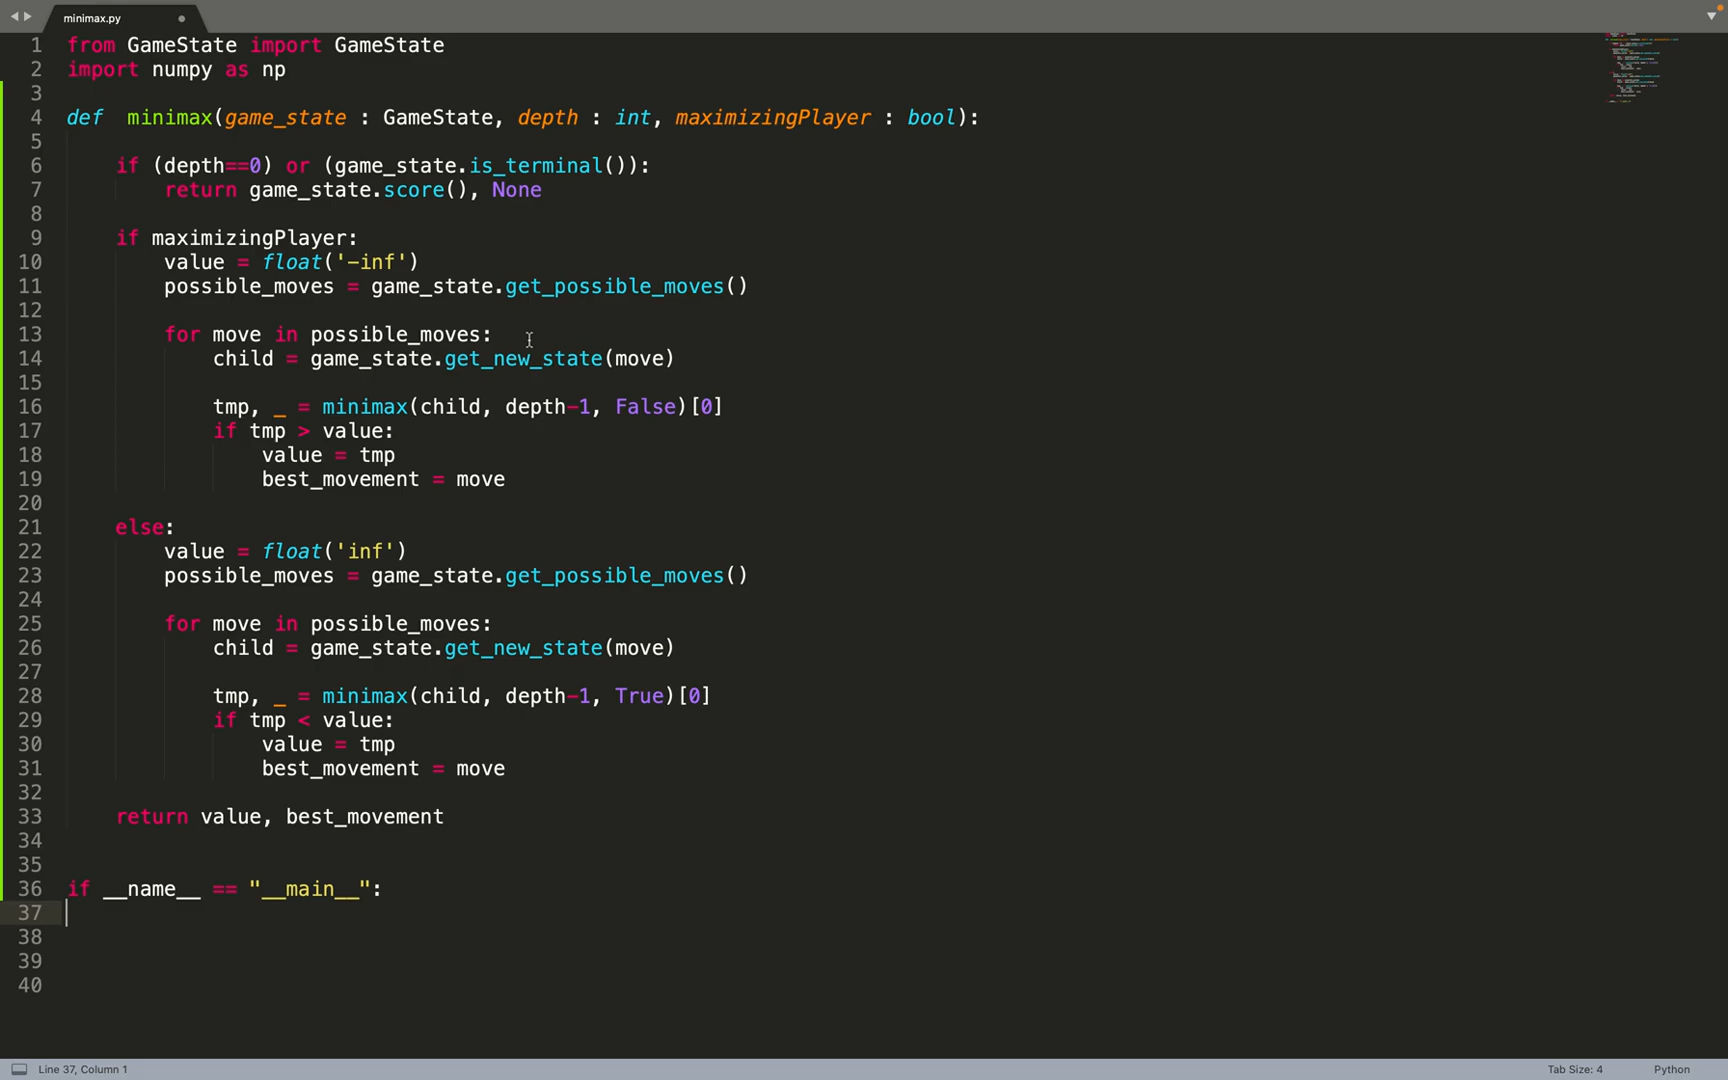 minimax.py
1 from GameState import GameState
2 import numpy as np
3
4 def  minimax(game_state : GameState, depth : int, maximizingPlayer : bool):
5
6     if (depth==0) or (game_state.is_terminal()):
7         return game_state.score(), None
8
9     if maximizingPlayer:
10         value = float('-inf')
11         possible_moves = game_state.get_possible_moves()
12
13         for move in possible_moves:
14             child = game_state.get_new_state(move)
15
16             tmp, _ = minimax(child, depth-1, False)[0]
17             if tmp > value:
18                 value = tmp
19                 best_movement = move
20
21     else:
22         value = float('inf')
23         possible_moves = game_state.get_possible_moves()
24
25         for move in possible_moves:
26             child = game_state.get_new_state(move)
27
28             tmp, _ = minimax(child, depth-1, True)[0]
29             if tmp < value:
30                 value = tmp
31                 best_movement = move
32
33     return value, best_movement
34
35
36 if __name__ == "__main__":
37
38
39
40
Line 37, Column 1 Tab Size: 4 Python